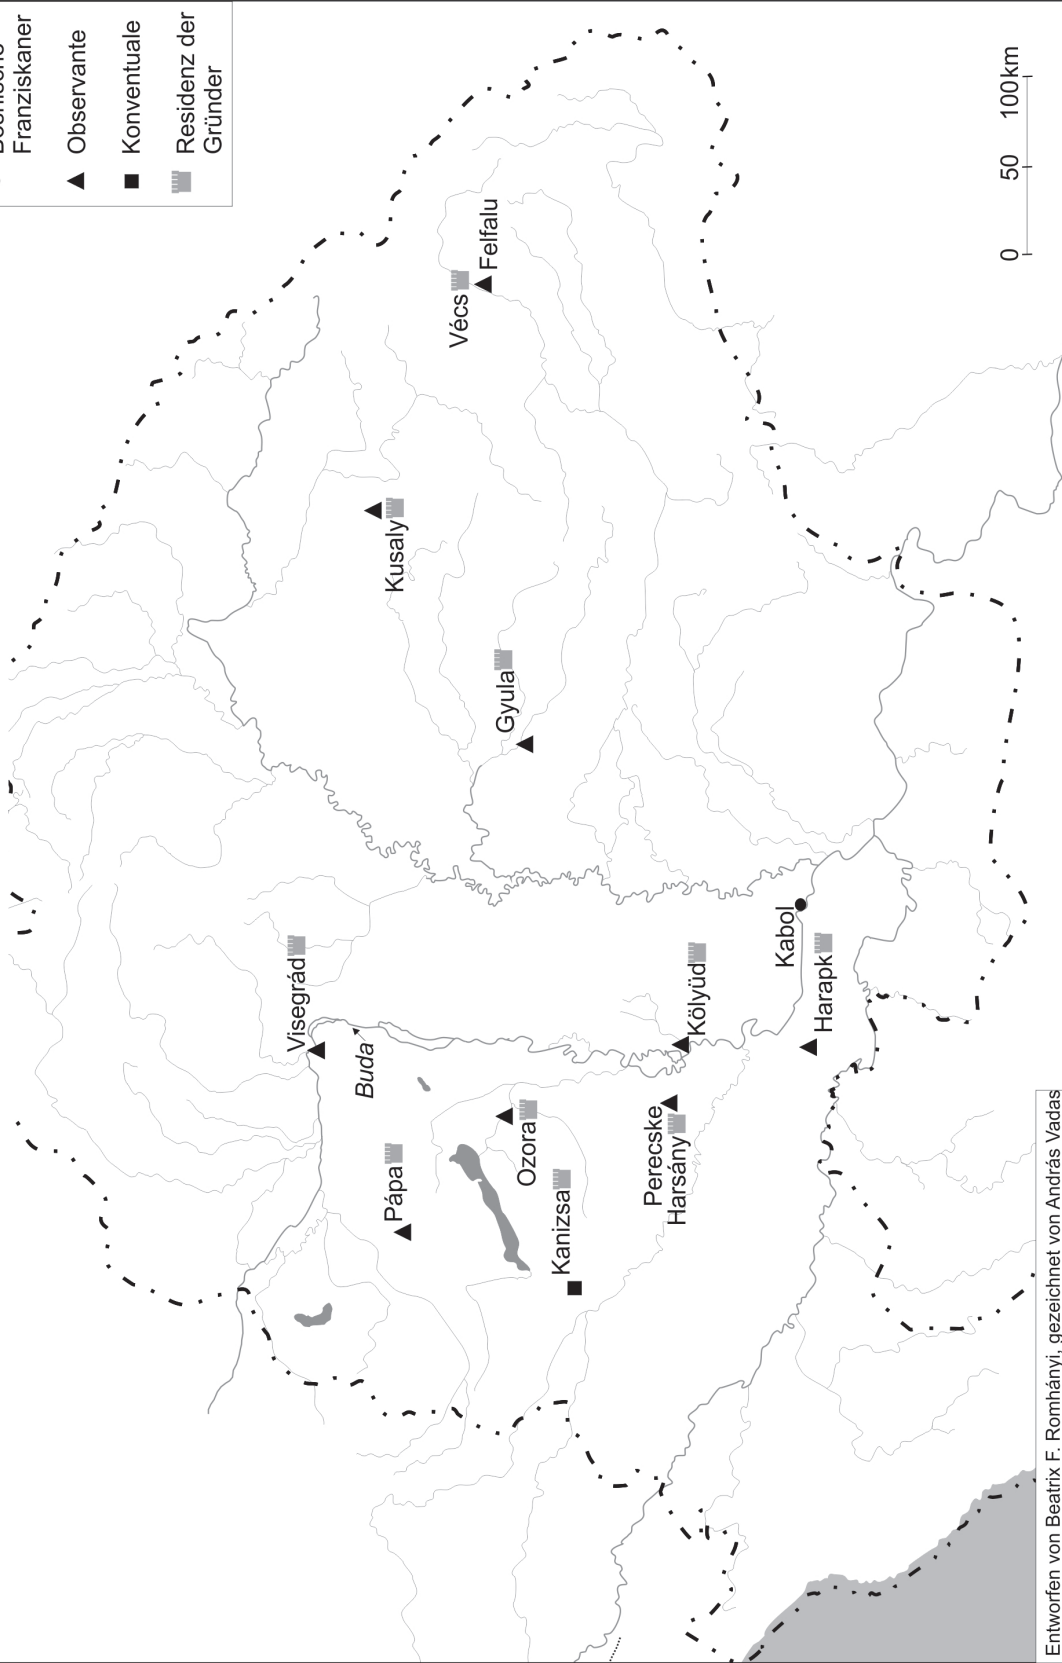 Franziskaner
Observante
Konventuale
Residenz der
Gründer
Felfalu
Vécs
Kusaly
Gyula
Visegrád
Buda
Kabol
Kölyüd
Harapk
Pápa
Ozora
Kanizsa
Perecske
Harsány
0 50 100km
Entworfen von Beatrix F. Romhányi, gezeichnet von András Vadas